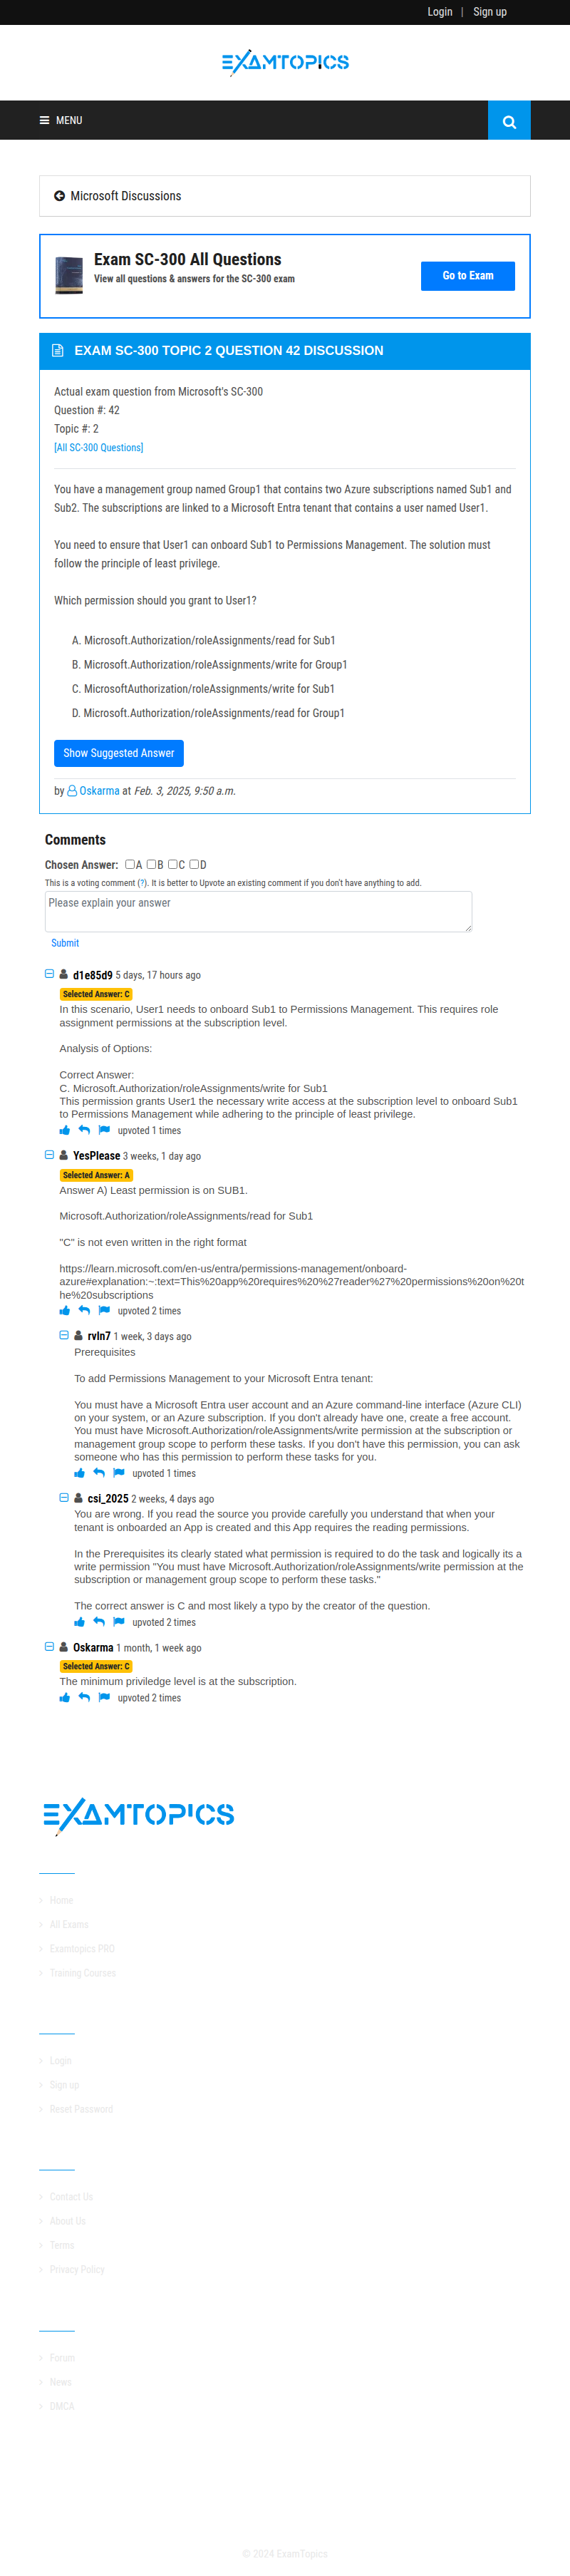 Login | Sign up
EXAMTOPICS
MENU
Microsoft Discussions
Exam SC-300 All Questions
View all questions & answers for the SC-300 exam
Go to Exam
EXAM SC-300 TOPIC 2 QUESTION 42 DISCUSSION
Actual exam question from Microsoft's SC-300
Question #: 42
Topic #: 2
[All SC-300 Questions]
You have a management group named Group1 that contains two Azure subscriptions named Sub1 and
Sub2. The subscriptions are linked to a Microsoft Entra tenant that contains a user named User1.
You need to ensure that User1 can onboard Sub1 to Permissions Management. The solution must
follow the principle of least privilege.
Which permission should you grant to User1?
A. Microsoft.Authorization/roleAssignments/read for Sub1
B. Microsoft.Authorization/roleAssignments/write for Group1
C. MicrosoftAuthorization/roleAssignments/write for Sub1
D. Microsoft.Authorization/roleAssignments/read for Group1
Show Suggested Answer
by Oskarma at Feb. 3, 2025, 9:50 a.m.
Comments
Chosen Answer: A B C D
This is a voting comment (?). It is better to Upvote an existing comment if you don't have anything to add.
Please explain your answer
Submit
d1e85d9 5 days, 17 hours ago
Selected Answer: C
In this scenario, User1 needs to onboard Sub1 to Permissions Management. This requires role
assignment permissions at the subscription level.
Analysis of Options:
Correct Answer:
C. Microsoft.Authorization/roleAssignments/write for Sub1
This permission grants User1 the necessary write access at the subscription level to onboard Sub1
to Permissions Management while adhering to the principle of least privilege.
upvoted 1 times
YesPlease 3 weeks, 1 day ago
Selected Answer: A
Answer A) Least permission is on SUB1.
Microsoft.Authorization/roleAssignments/read for Sub1
"C" is not even written in the right format
https://learn.microsoft.com/en-us/entra/permissions-management/onboard-
azure#explanation:~:text=This%20app%20requires%20%27reader%27%20permissions%20on%20t
he%20subscriptions
upvoted 2 times
rvln7 1 week, 3 days ago
Prerequisites
To add Permissions Management to your Microsoft Entra tenant:
You must have a Microsoft Entra user account and an Azure command-line interface (Azure CLI)
on your system, or an Azure subscription. If you don't already have one, create a free account.
You must have Microsoft.Authorization/roleAssignments/write permission at the subscription or
management group scope to perform these tasks. If you don't have this permission, you can ask
someone who has this permission to perform these tasks for you.
upvoted 1 times
csi_2025 2 weeks, 4 days ago
You are wrong. If you read the source you provide carefully you understand that when your
tenant is onboarded an App is created and this App requires the reading permissions.
In the Prerequisites its clearly stated what permission is required to do the task and logically its a
write permission "You must have Microsoft.Authorization/roleAssignments/write permission at the
subscription or management group scope to perform these tasks."
The correct answer is C and most likely a typo by the creator of the question.
upvoted 2 times
Oskarma 1 month, 1 week ago
Selected Answer: C
The minimum priviledge level is at the subscription.
upvoted 2 times
EXAMTOPICS
Home
All Exams
Examtopics PRO
Training Courses
Login
Sign up
Reset Password
Contact Us
About Us
Terms
Privacy Policy
Forum
News
DMCA
© 2024 ExamTopics